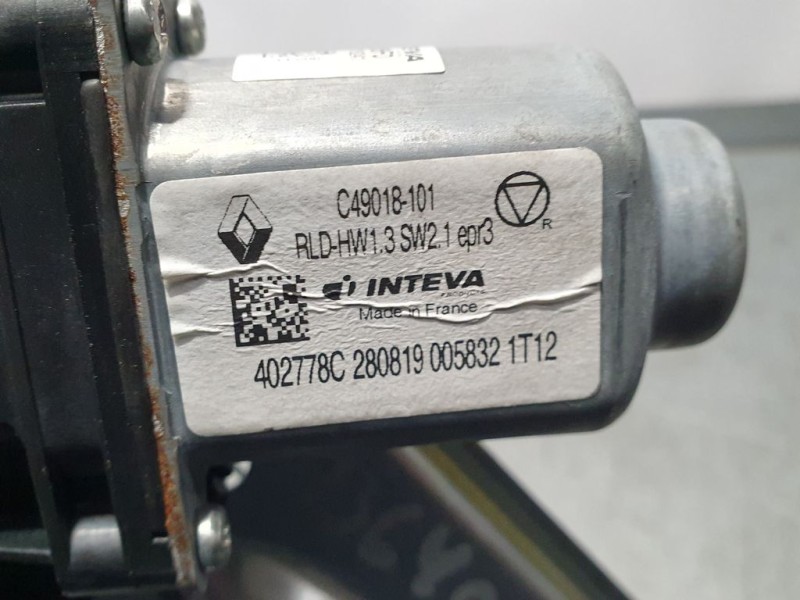 C49018-101
RLD-HW1.3 SW2.1 epr3
R
INTEVA
Made in France
402778C 280819 005832 1T12